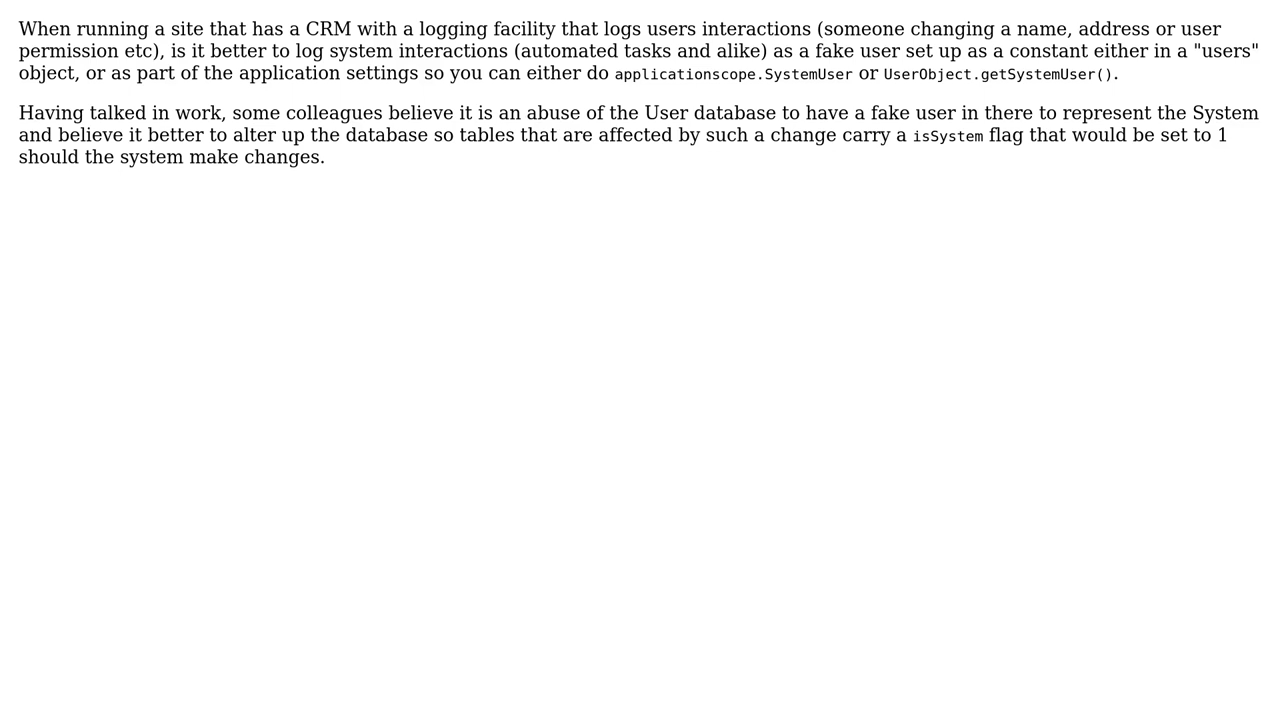 When running a site that has a CRM with a logging facility that logs users interactions (someone changing a name, address or user
permission etc), is it better to log system interactions (automated tasks and alike) as a fake user set up as a constant either in a "users"
object, or as part of the application settings so you can either do applicationscope.SystemUser or UserObject.getSystemUser().
Having talked in work, some colleagues believe it is an abuse of the User database to have a fake user in there to represent the System
and believe it better to alter up the database so tables that are affected by such a change carry a isSystem flag that would be set to 1
should the system make changes.